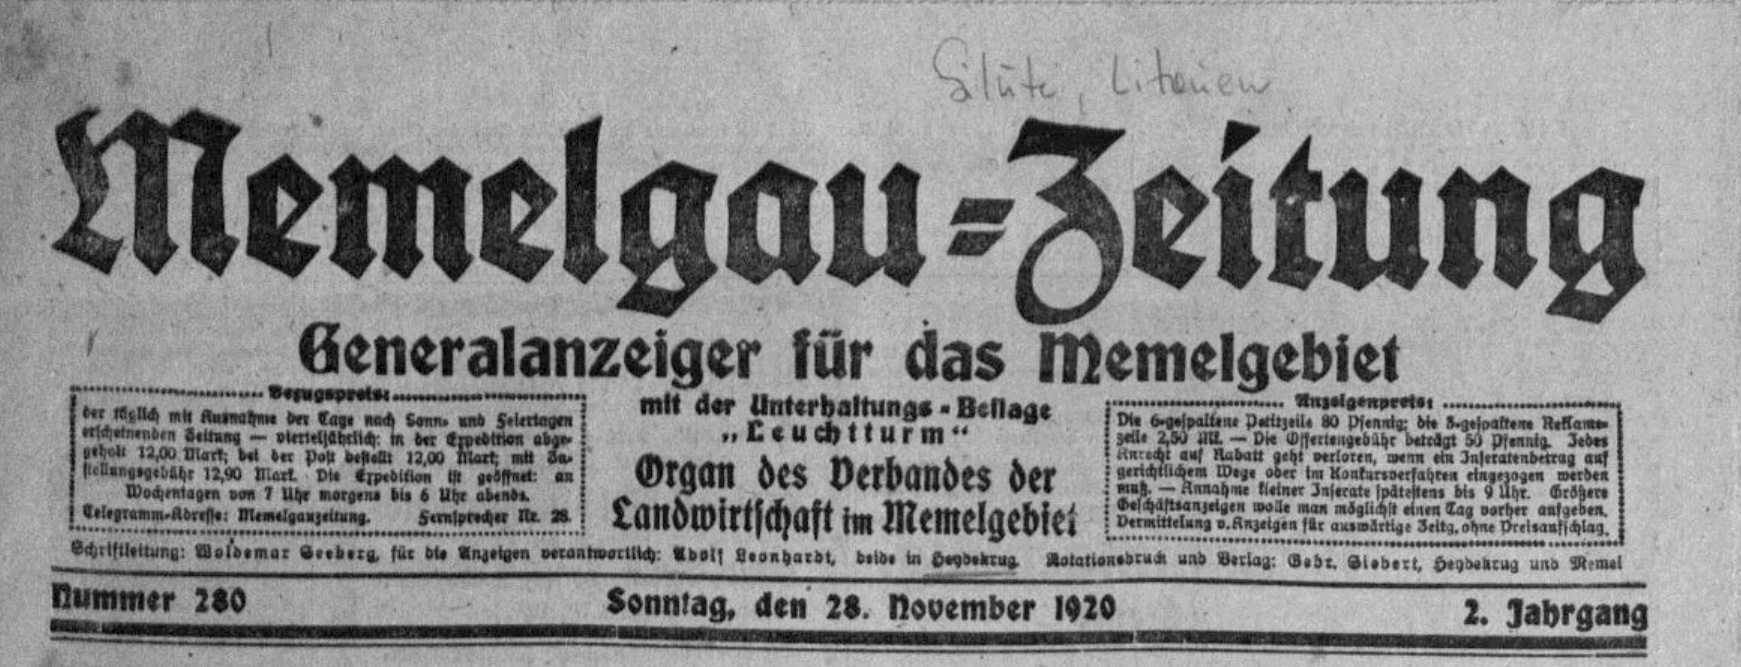 Silute, Litauen
Memelgau=Zeitung
Generalanzeiger für das Memelgebiet
Bezugspreis:
der täglich mit Ausnahme der Tage nach Sonn- und Feiertagen
erscheinenden Zeitung — vierteljährlich: in der Expedition abge-
geholt 12,00 Mark; bei der Post bestellt 12,00 Mark; mit Zu-
stellungsgebühr 12,90 Mark. Die Expedition ist geöffnet: an
Wochentagen von 7 Uhr morgens bis 6 Uhr abends.
Telegramm-Adresse: Memelgauzeitung. Fernsprecher Nr. 28.
mit der Unterhaltungs-Beilage
„Leuchtturm“
Organ des Verbandes der
Landwirtschaft im Memelgebiet
Anzeigenpreis:
Die 6-gespaltene Petitzeile 80 Pfennig; die 3-gespaltene Reklame-
zeile 2,50 Mk. — Die Offertengebühr beträgt 50 Pfennig. Jedes
Anrecht auf Rabatt geht verloren, wenn ein Inseratenbetrag auf
gerichtlichem Wege oder im Konkursverfahren eingezogen werden
muß. — Annahme kleiner Inserate spätestens bis 9 Uhr. Größere
Geschäftsanzeigen wolle man möglichst einen Tag vorher aufgeben.
Vermittelung v. Anzeigen für auswärtige Zeitg. ohne Preisaufschlag.
Schriftleitung: Woldemar Seeberg, für die Anzeigen verantwortlich: Adolf Leonhardt, beide in Heydekrug. Rotationsdruck und Verlag: Gebr. Siebert, Heydekrug und Memel
Nummer 280 Sonntag, den 28. November 1920 2. Jahrgang